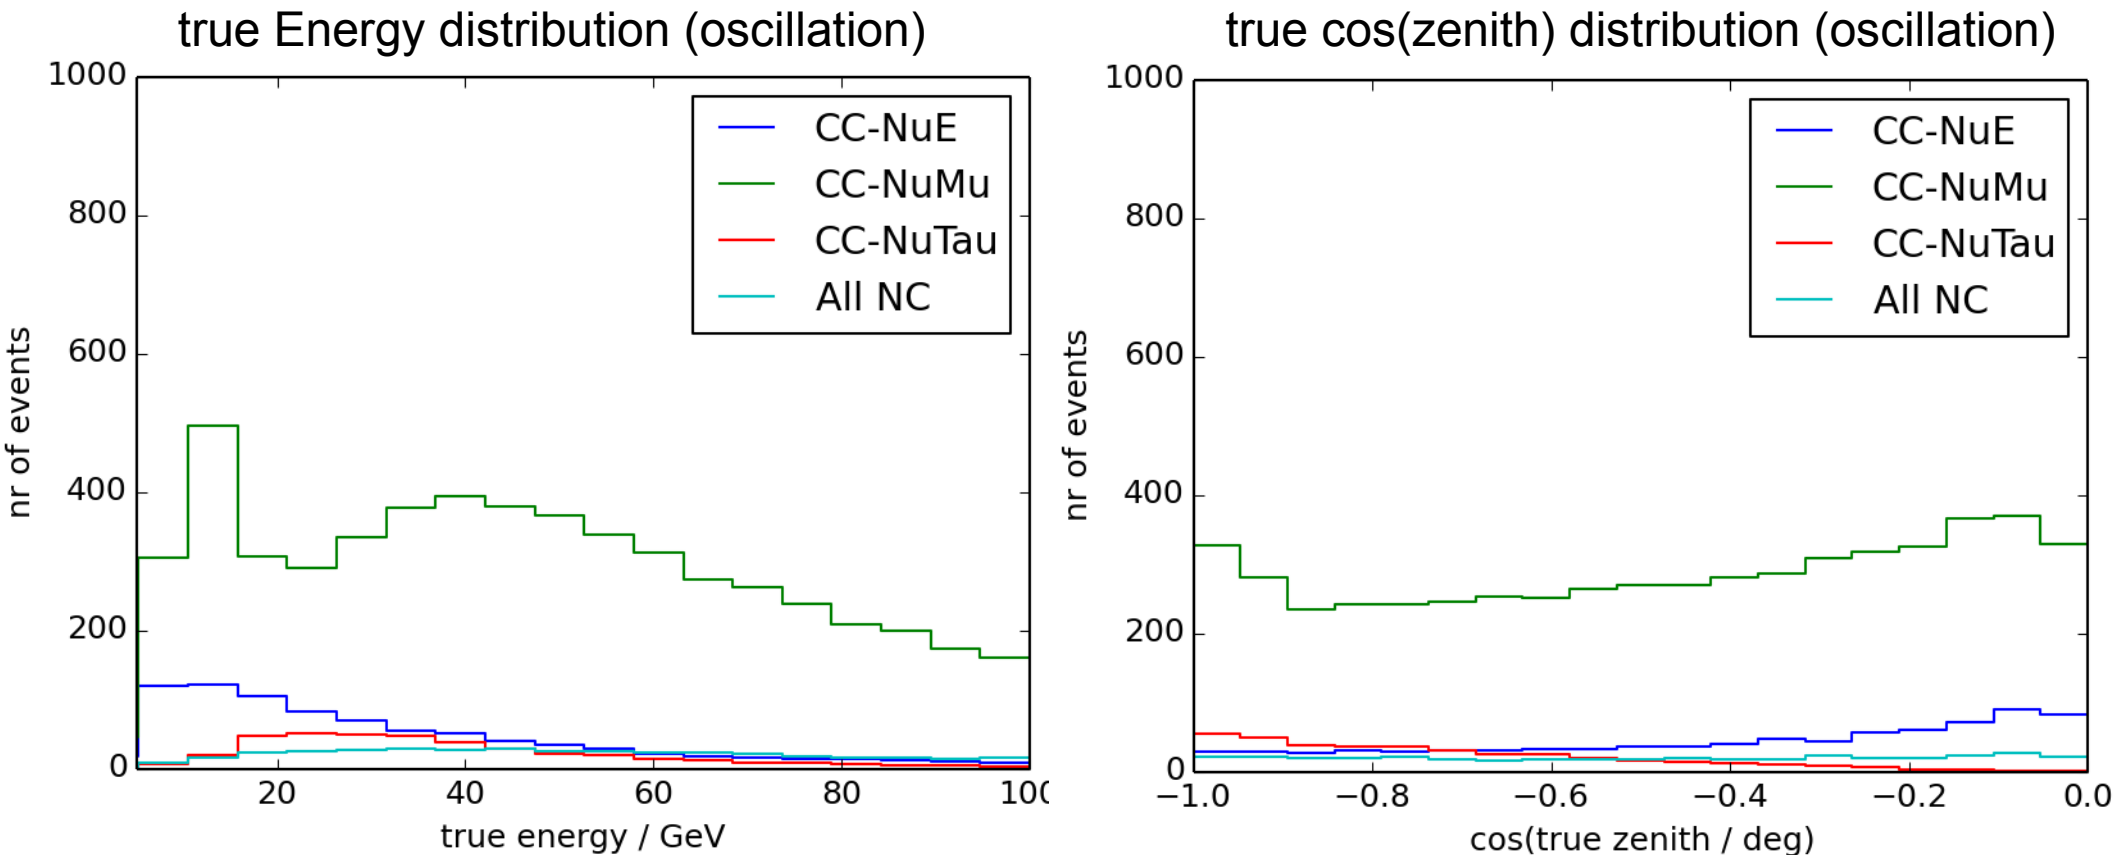 true Energy distribution (oscillation)
1000
800
600
400
200
0
nr of events
CC-NuE
CC-NuMu
CC-NuTau
All NC
20
40
60
80
100
true energy / GeV
true cos(zenith) distribution (oscillation)
1000
800
600
400
200
0
nr of events
CC-NuE
CC-NuMu
CC-NuTau
All NC
−1.0
−0.8
−0.6
−0.4
−0.2
0.0
cos(true zenith / deg)